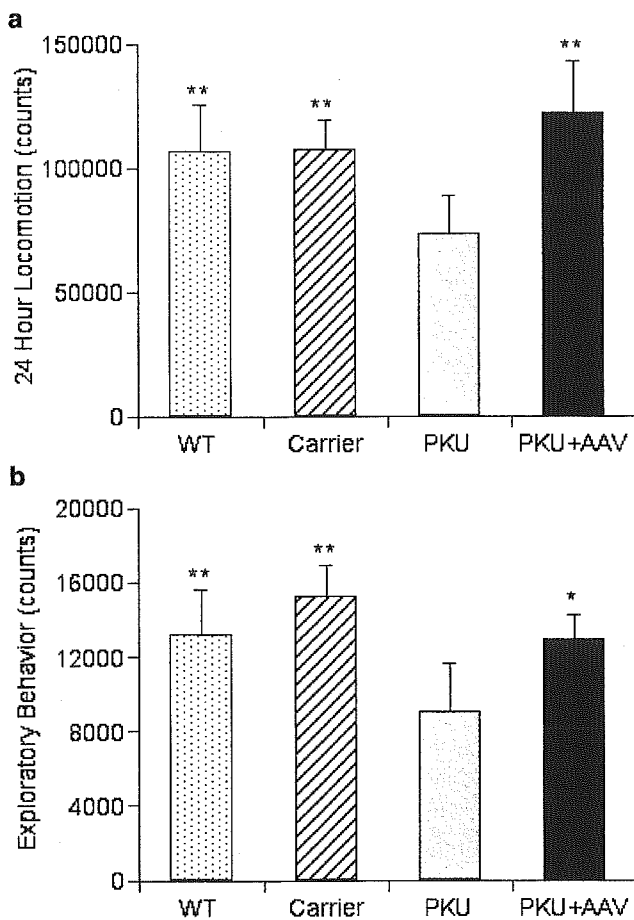 a
24 Hour Locomotion (counts)
150000
100000
50000
0
** ** **
WT Carrier PKU PKU+AAV
b
Exploratory Behavior (counts)
20000
16000
12000
8000
4000
0
** ** *
WT Carrier PKU PKU+AAV